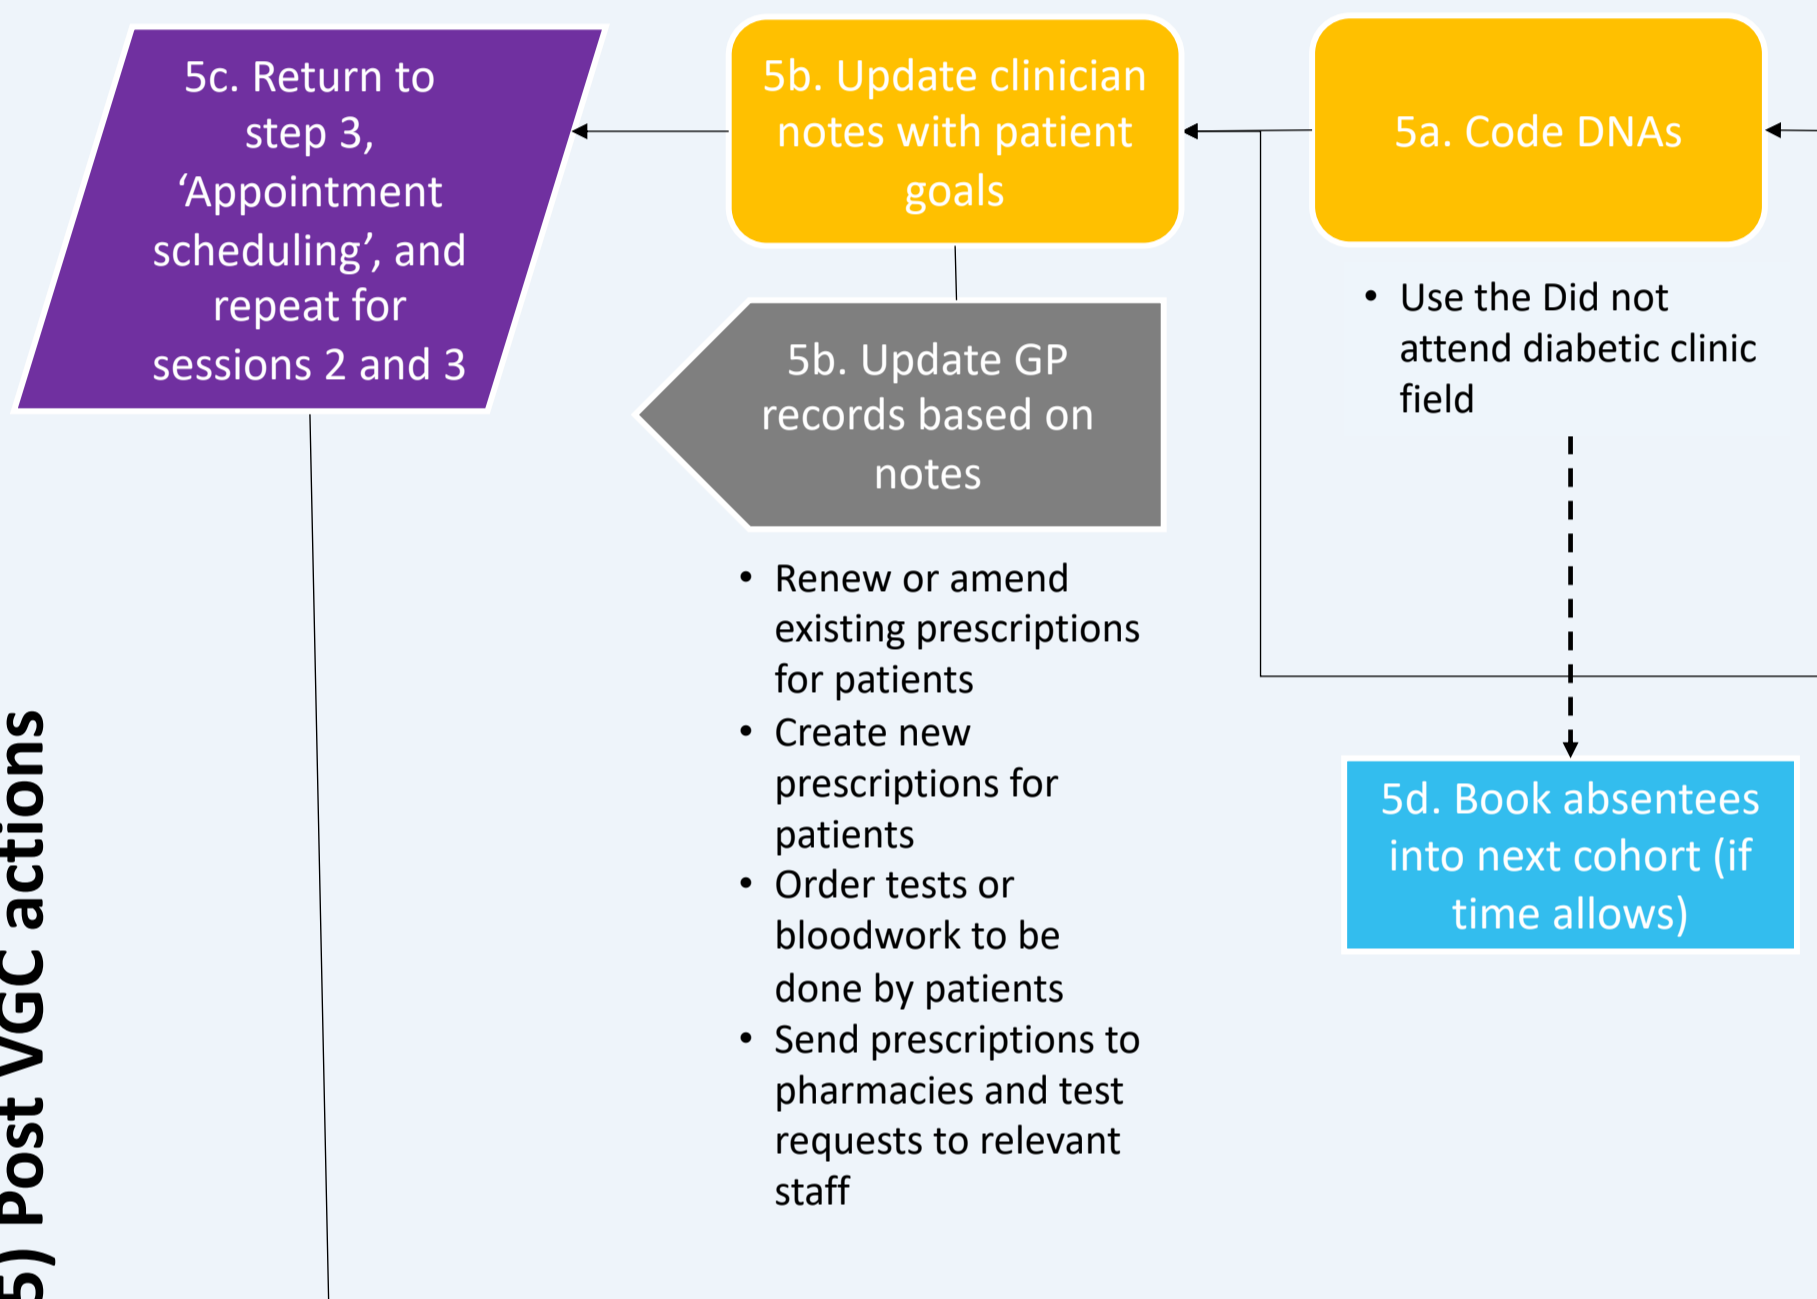 5c. Return to
step 3,
‘Appointment
scheduling’, and
repeat for
sessions 2 and 3
5b. Update clinician
notes with patient
goals
5a. Code DNAs
• Use the Did not
attend diabetic clinic
field
5b. Update GP
records based on
notes
• Renew or amend
existing prescriptions
for patients
• Create new
prescriptions for
patients
• Order tests or
bloodwork to be
done by patients
• Send prescriptions to
pharmacies and test
requests to relevant
staff
5d. Book absentees
into next cohort (if
time allows)
5) Post VGC actions